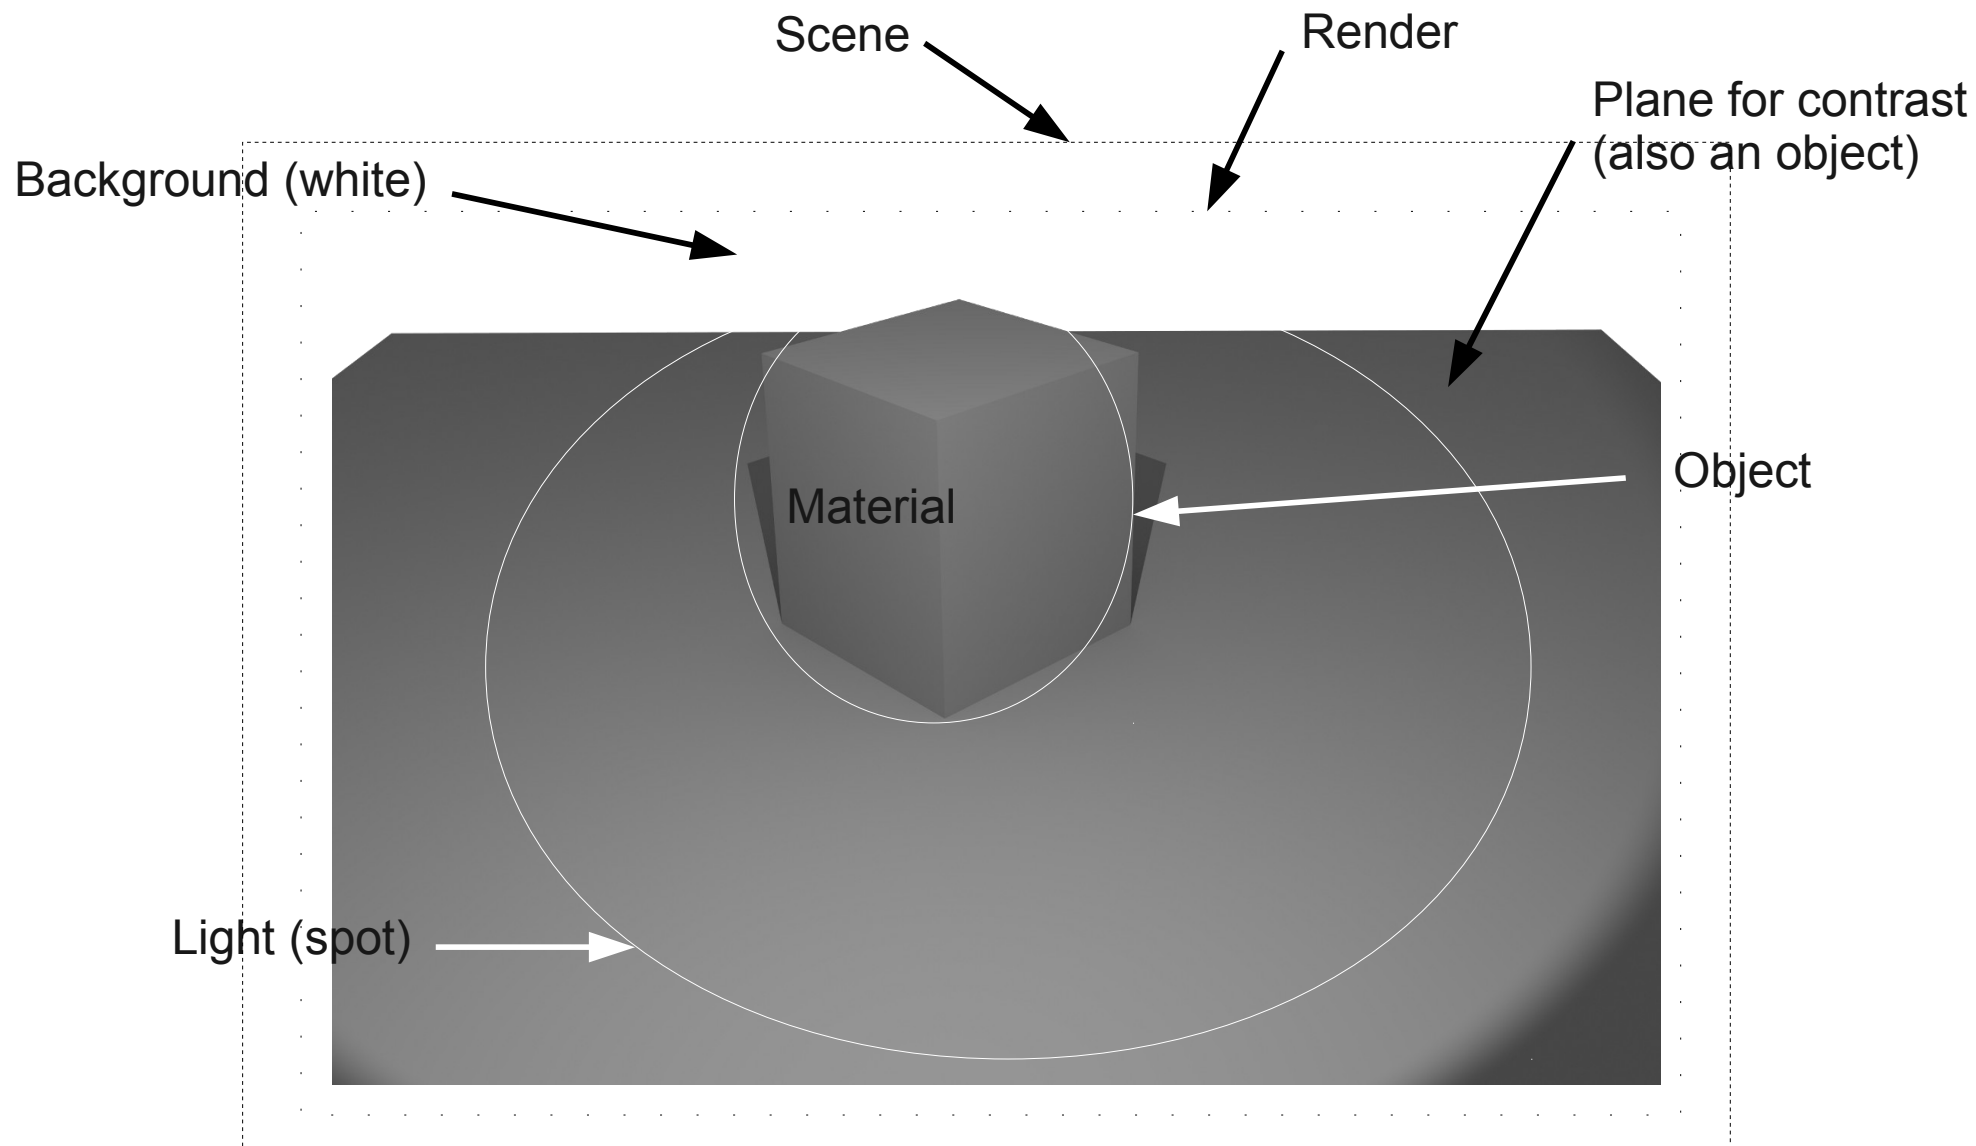 Scene
Render
Plane for contrast
(also an object)
Background (white)
Object
Material
Light (spot)